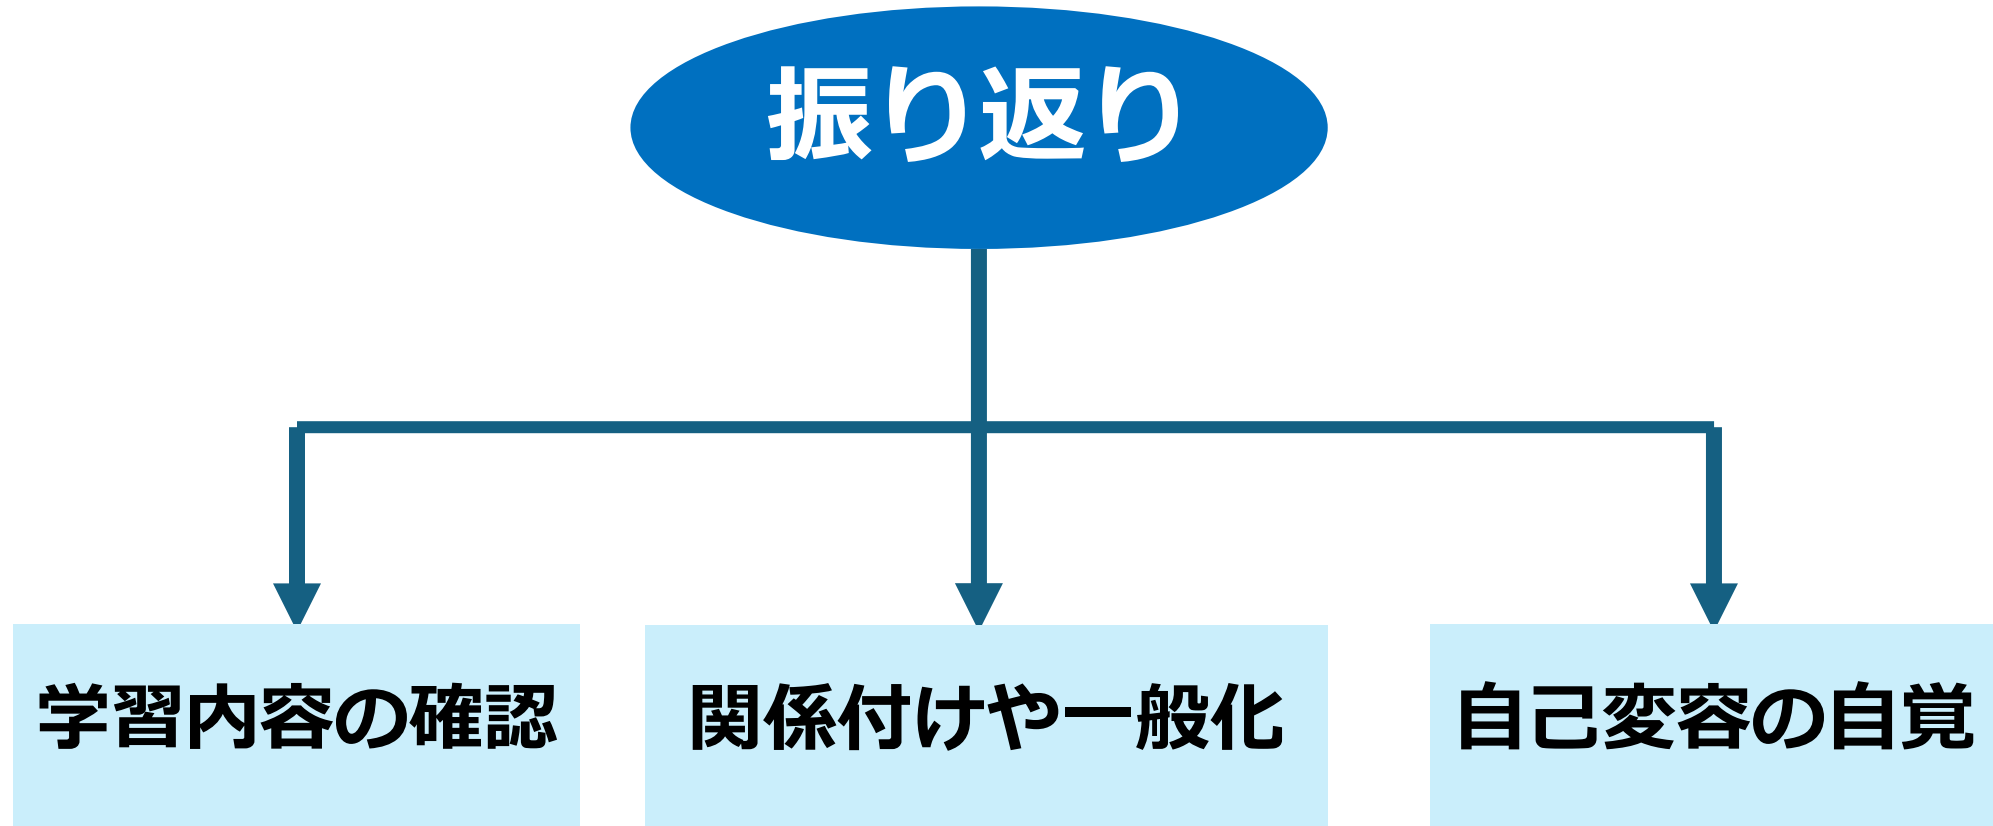 振り返り
学習内容の確認
関係付けや一般化
自己変容の自覚